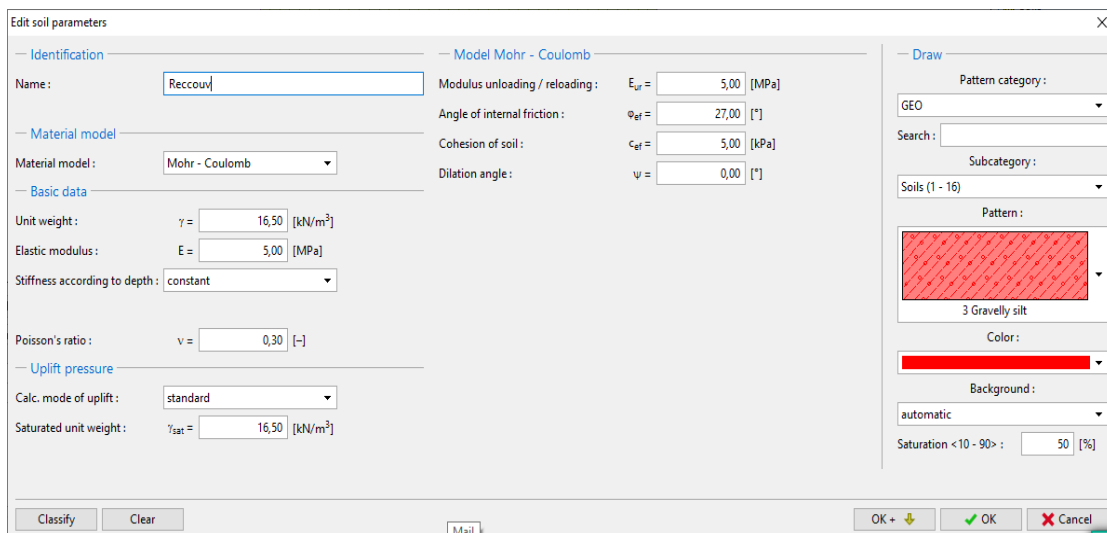 Edit soil parameters
Identification
Name :
Reccouv
Material model
Material model :
Mohr - Coulomb
Basic data
Unit weight : γ = 16,50 [kN/m³]
Elastic modulus : E = 5,00 [MPa]
Stiffness according to depth : constant
Poisson's ratio : ν = 0,30 [–]
Uplift pressure
Calc. mode of uplift : standard
Saturated unit weight : γsat = 16,50 [kN/m³]
Model Mohr - Coulomb
Modulus unloading / reloading : Eur = 5,00 [MPa]
Angle of internal friction : φef = 27,00 [°]
Cohesion of soil : cef = 5,00 [kPa]
Dilation angle : ψ = 0,00 [°]
Draw
Pattern category :
GEO
Search :
Subcategory :
Soils (1 - 16)
Pattern :
3 Gravelly silt
Color :
Background :
automatic
Saturation <10 - 90> : 50 [%]
Classify
Clear
Mail
OK +
OK
Cancel